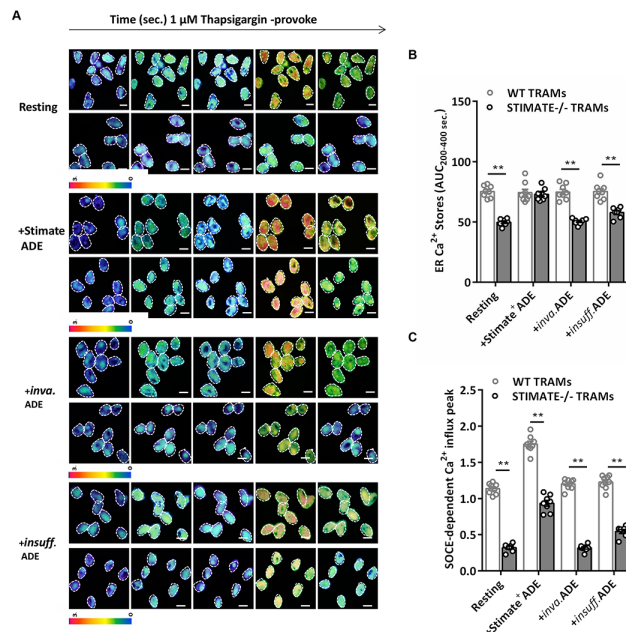 A
Time (sec.) 1 μM Thapsigargin -provoke
Resting
+Stimate
ADE
+inva.
ADE
+insuff.
ADE
B
WT TRAMs
STIMATE-/- TRAMs
ER Ca2+ Stores (AUC200-400 sec.)
150
100
75
50
0
**
**
**
Resting
+Stimate+ ADE
+inva.ADE
+insuff.ADE
C
WT TRAMs
STIMATE-/- TRAMs
SOCE-dependent Ca2+ influx peak
2.5
2.0
1.5
1.0
0.5
0.0
**
**
**
**
Resting
+Stimate+ ADE
+inva.ADE
+insuff.ADE